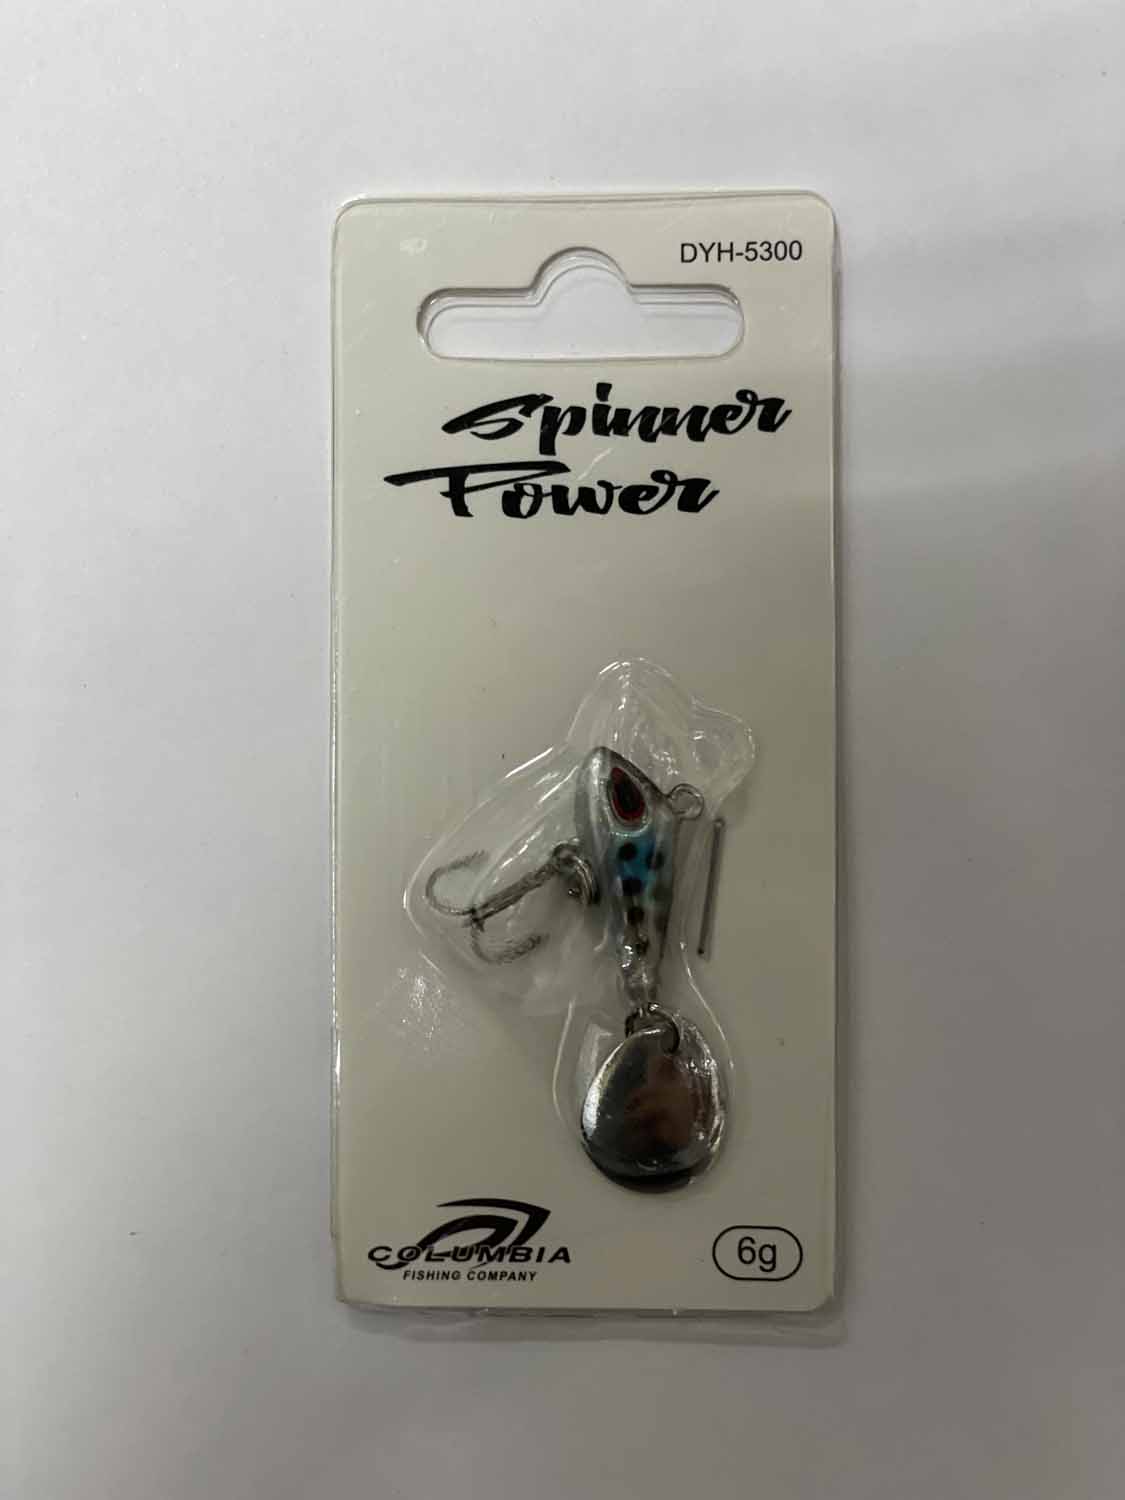 DYH-5300
Spinner
Power
COLUMBIA
FISHING COMPANY
6g